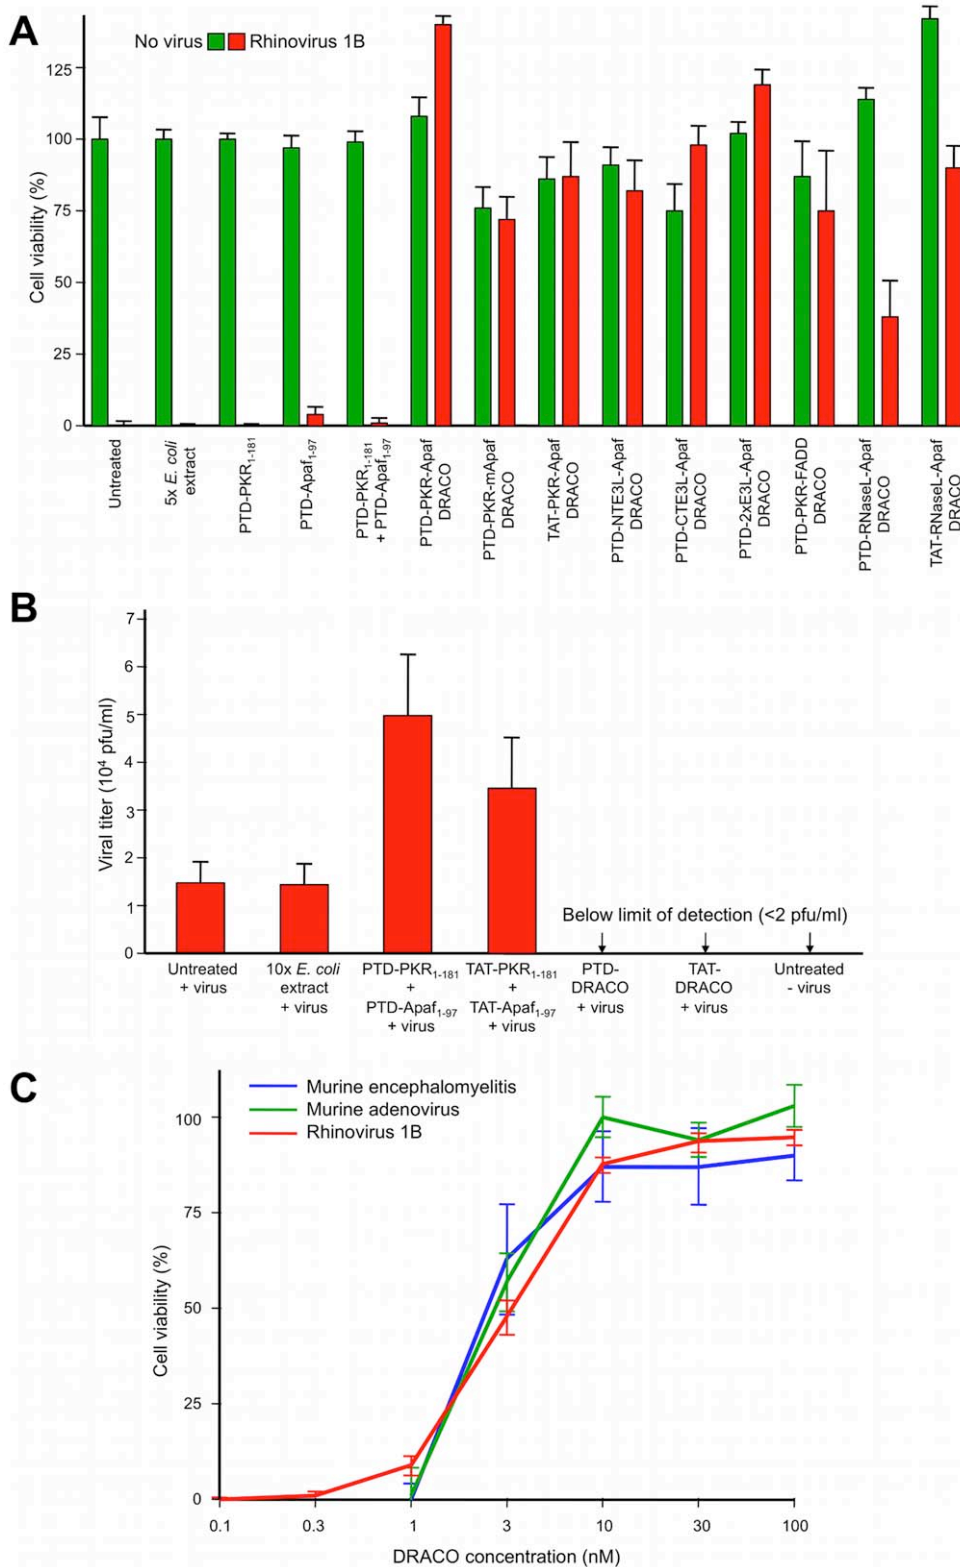 A
No virus Rhinovirus 1B
Cell viability (%)
125
100
75
50
25
0
Untreated
5x E. coli
extract
PTD-PKR₁₋₁₈₁
PTD-Apaf₁₋₉₇
PTD-PKR₁₋₁₈₁
+ PTD-Apaf₁₋₉₇
PTD-PKR-Apaf
DRACO
PTD-PKR-mApaf
DRACO
TAT-PKR-Apaf
DRACO
PTD-NTE3L-Apaf
DRACO
PTD-CTE3L-Apaf
DRACO
PTD-2xE3L-Apaf
DRACO
PTD-PKR-FADD
DRACO
PTD-RNaseL-Apaf
DRACO
TAT-RNaseL-Apaf
DRACO
B
Viral titer (10⁴ pfu/ml)
7
6
5
4
3
2
1
0
Below limit of detection (<2 pfu/ml)
Untreated
+ virus
10x E. coli
extract
+ virus
PTD-PKR₁₋₁₈₁
+
PTD-Apaf₁₋₉₇
+ virus
TAT-PKR₁₋₁₈₁
+
TAT-Apaf₁₋₉₇
+ virus
PTD-
DRACO
+ virus
TAT-
DRACO
+ virus
Untreated
- virus
C
Murine encephalomyelitis
Murine adenovirus
Rhinovirus 1B
Cell viability (%)
100
75
50
25
0
0.1 0.3 1 3 10 30 100
DRACO concentration (nM)